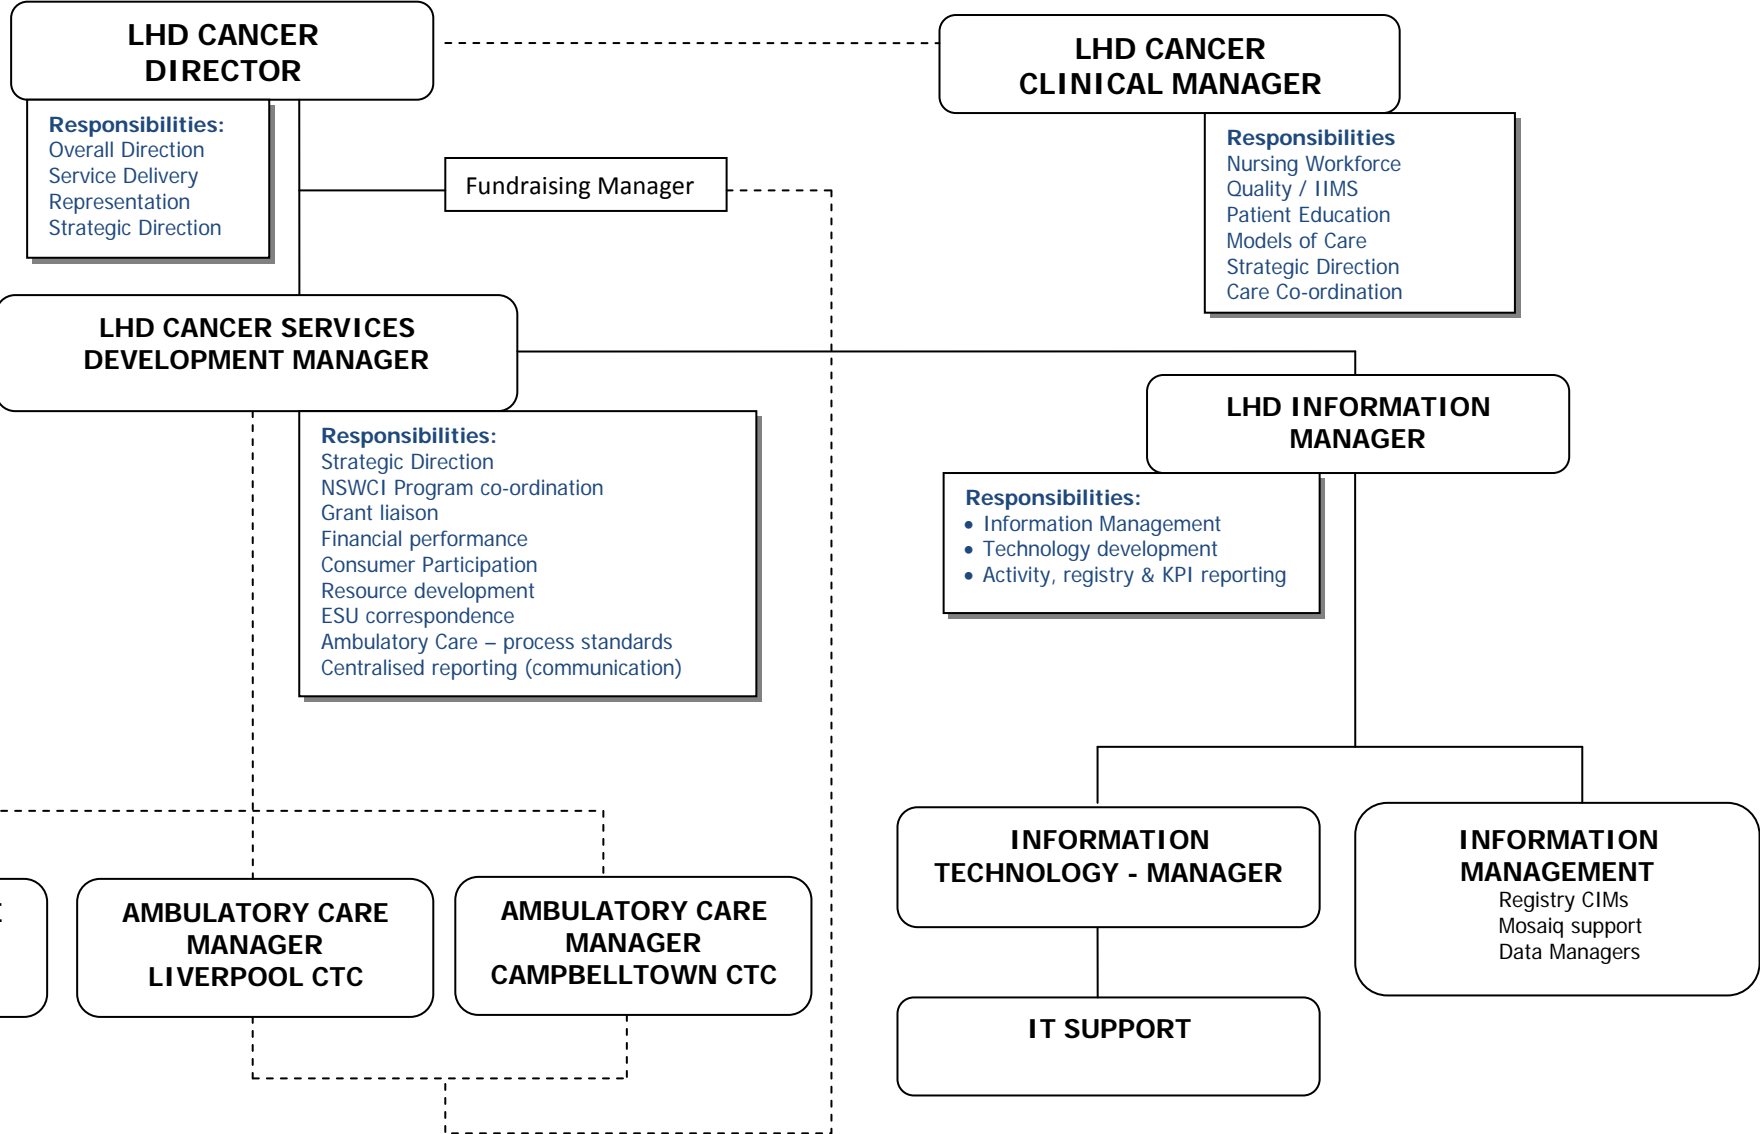 LHD CANCER
DIRECTOR
LHD CANCER
CLINICAL MANAGER
Responsibilities:
Overall Direction
Service Delivery
Representation
Strategic Direction
Responsibilities
Nursing Workforce
Quality / IIMS
Patient Education
Models of Care
Strategic Direction
Care Co-ordination
Fundraising Manager
LHD CANCER SERVICES
DEVELOPMENT MANAGER
LHD INFORMATION
MANAGER
Responsibilities:
Strategic Direction
NSWCI Program co-ordination
Grant liaison
Financial performance
Consumer Participation
Resource development
ESU correspondence
Ambulatory Care – process standards
Centralised reporting (communication)
Responsibilities:
• Information Management
• Technology development
• Activity, registry & KPI reporting
INFORMATION
TECHNOLOGY - MANAGER
INFORMATION
MANAGEMENT
Registry CIMs
Mosaiq support
Data Managers
AMBULATORY CARE
MANAGER
LIVERPOOL CTC
AMBULATORY CARE
MANAGER
CAMPBELLTOWN CTC
IT SUPPORT